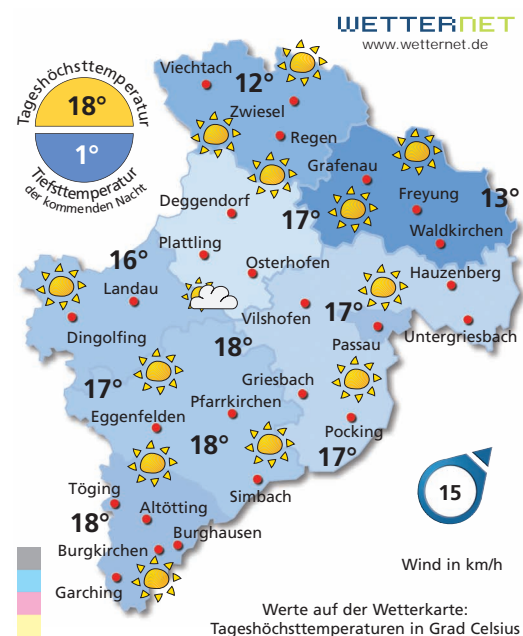 WETTERNET
www.wetternet.de
Tageshöchsttemperatur
18°
1°
Tiefsttemperatur
der kommenden Nacht
Viechtach
12°
Zwiesel
Regen
Grafenau
Freyung
13°
Waldkirchen
Deggendorf
17°
Plattling
16°
Osterhofen
Hauzenberg
Landau
Vilshofen
17°
Dingolfing
Untergriesbach
18°
Passau
17°
Griesbach
Pfarrkirchen
Eggenfelden
Pocking
18°
17°
Simbach
Töging
15
Altötting
18°
Burghausen
Burgkirchen
Wind in km/h
Garching
Werte auf der Wetterkarte:
Tageshöchsttemperaturen in Grad Celsius